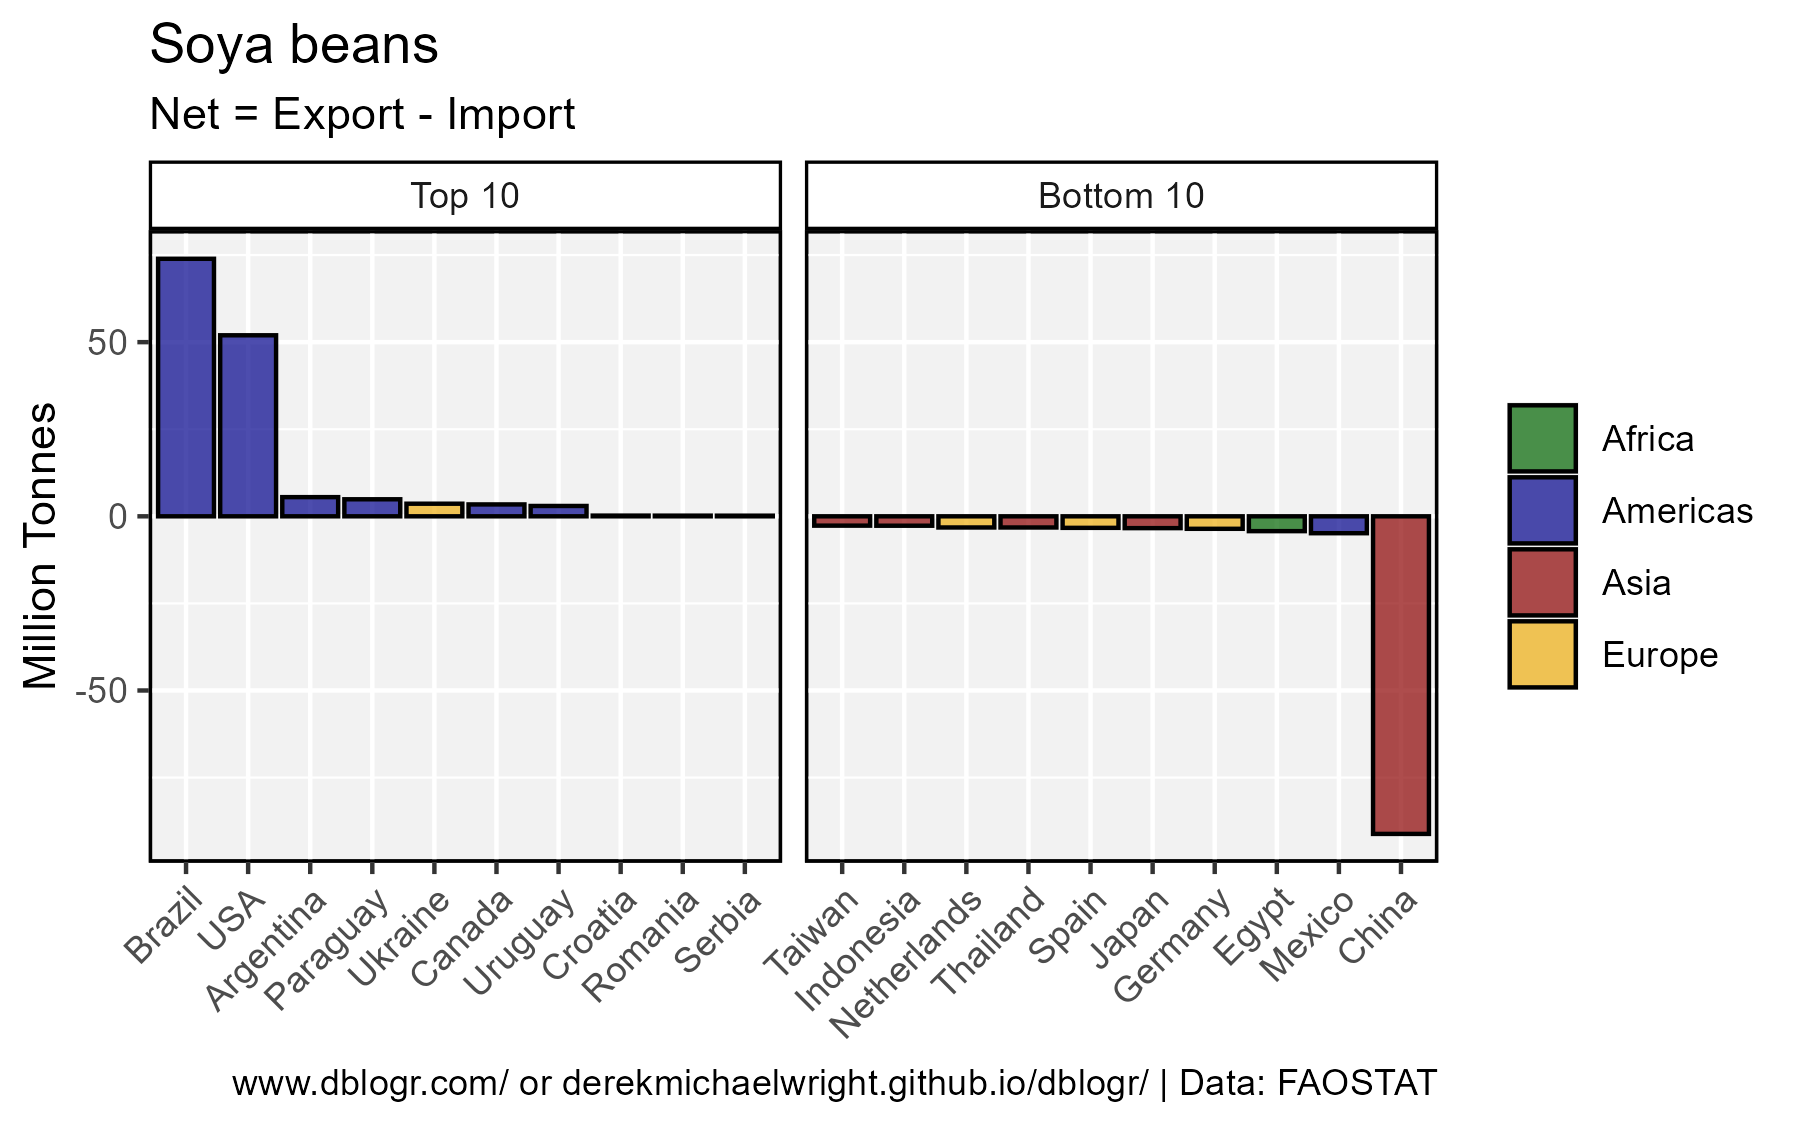 Soya beans
Net = Export - Import
Top 10
Bottom 10
Million Tonnes
50
0
-50
Brazil
USA
Argentina
Paraguay
Ukraine
Canada
Uruguay
Croatia
Romania
Serbia
Taiwan
Indonesia
Netherlands
Thailand
Spain
Japan
Germany
Egypt
Mexico
China
Africa
Americas
Asia
Europe
www.dblogr.com/ or derekmichaelwright.github.io/dblogr/ | Data: FAOSTAT